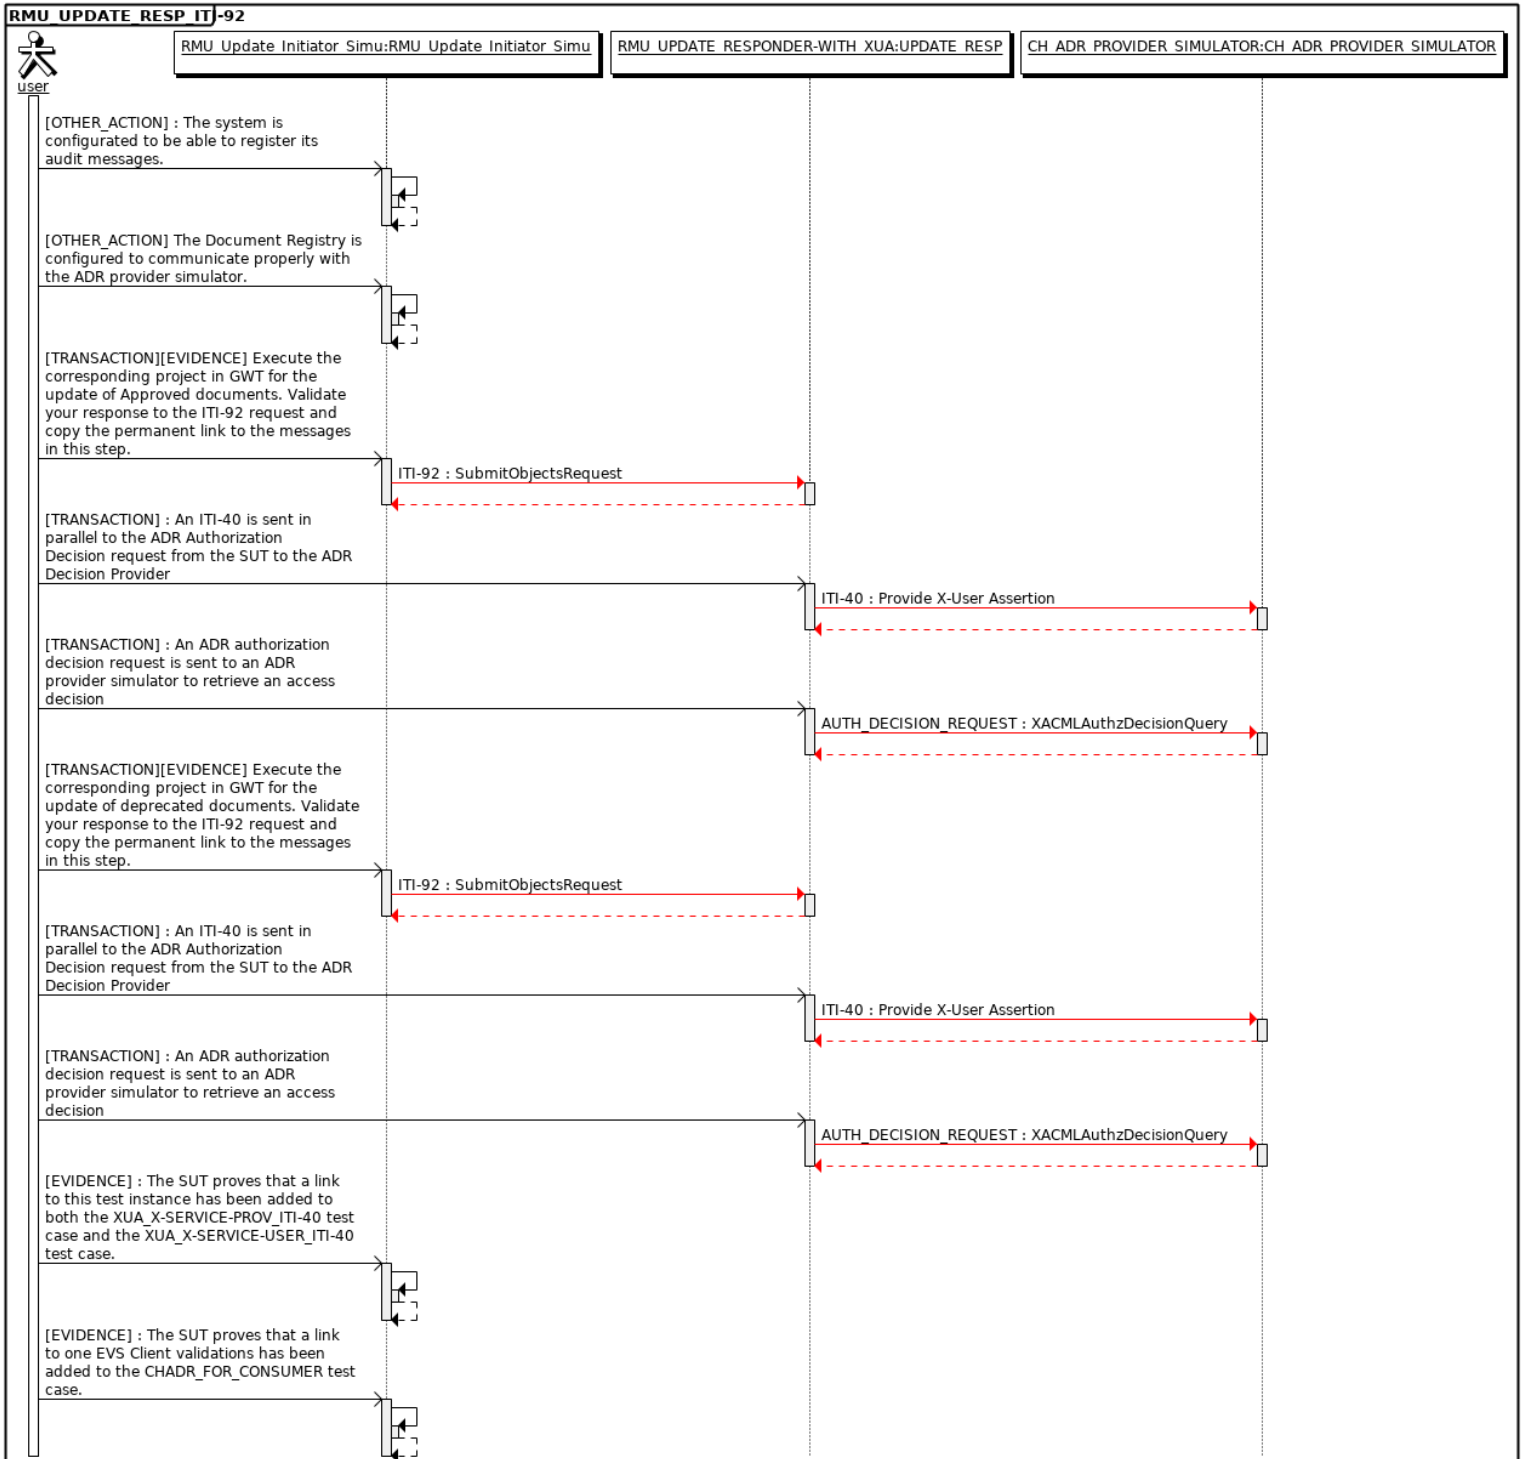 RMU_UPDATE_RESP_ITI-92
user
RMU_Update_Initiator_Simu:RMU_Update_Initiator_Simu
RMU_UPDATE_RESPONDER-WITH_XUA:UPDATE_RESP
CH_ADR_PROVIDER_SIMULATOR:CH_ADR_PROVIDER_SIMULATOR
[OTHER_ACTION] : The system is
configurated to be able to register its
audit messages.
[OTHER_ACTION] The Document Registry is
configured to communicate properly with
the ADR provider simulator.
[TRANSACTION][EVIDENCE] Execute the
corresponding project in GWT for the
update of Approved documents. Validate
your response to the ITI-92 request and
copy the permanent link to the messages
in this step.
ITI-92 : SubmitObjectsRequest
[TRANSACTION] : An ITI-40 is sent in
parallel to the ADR Authorization
Decision request from the SUT to the ADR
Decision Provider
ITI-40 : Provide X-User Assertion
[TRANSACTION] : An ADR authorization
decision request is sent to an ADR
provider simulator to retrieve an access
decision
AUTH_DECISION_REQUEST : XACMLAuthzDecisionQuery
[TRANSACTION][EVIDENCE] Execute the
corresponding project in GWT for the
update of deprecated documents. Validate
your response to the ITI-92 request and
copy the permanent link to the messages
in this step.
ITI-92 : SubmitObjectsRequest
[TRANSACTION] : An ITI-40 is sent in
parallel to the ADR Authorization
Decision request from the SUT to the ADR
Decision Provider
ITI-40 : Provide X-User Assertion
[TRANSACTION] : An ADR authorization
decision request is sent to an ADR
provider simulator to retrieve an access
decision
AUTH_DECISION_REQUEST : XACMLAuthzDecisionQuery
[EVIDENCE] : The SUT proves that a link
to this test instance has been added to
both the XUA_X-SERVICE-PROV_ITI-40 test
case and the XUA_X-SERVICE-USER_ITI-40
test case.
[EVIDENCE] : The SUT proves that a link
to one EVS Client validations has been
added to the CHADR_FOR_CONSUMER test
case.